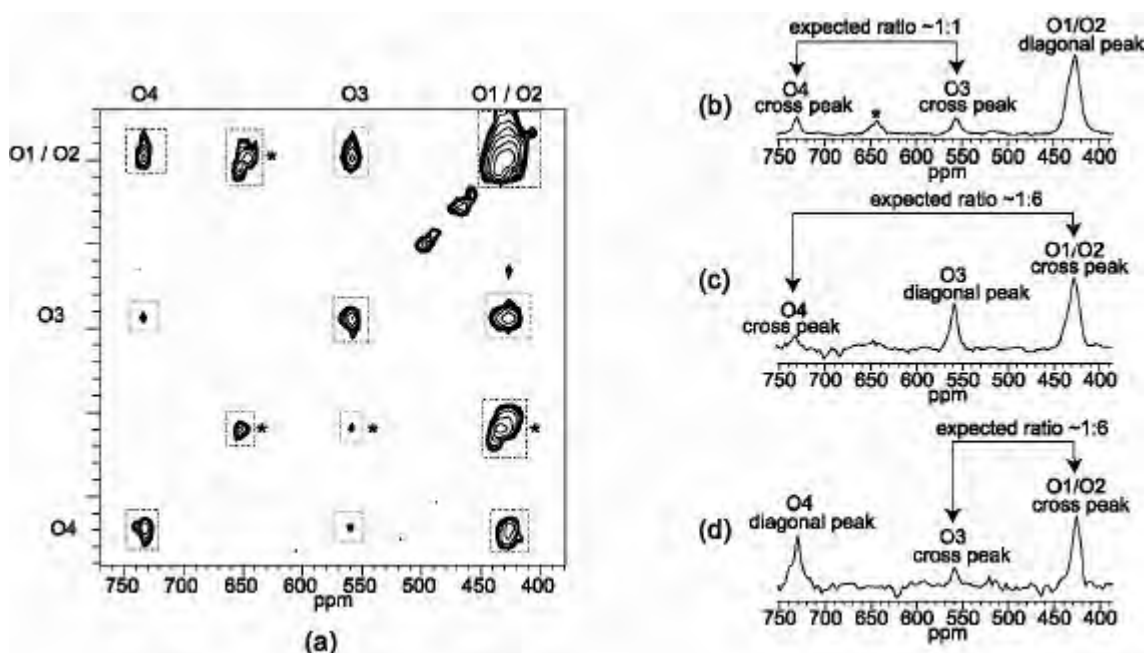 O4 O3 O1 / O2
O1 / O2
*
O3
* * *
O4
750 700 650 600 550 500 450 400
ppm
(a)
expected ratio ~1:1
O1/O2
diagonal peak
(b)
O4
cross peak
*
O3
cross peak
750 700 650 600 550 500 450 400
ppm
expected ratio ~1:6
(c)
O1/O2
cross peak
O3
diagonal peak
O4
cross peak
750 700 650 600 550 500 450 400
ppm
expected ratio ~1:6
(d)
O4
diagonal peak
O3
cross peak
O1/O2
cross peak
750 700 650 600 550 500 450 400
ppm